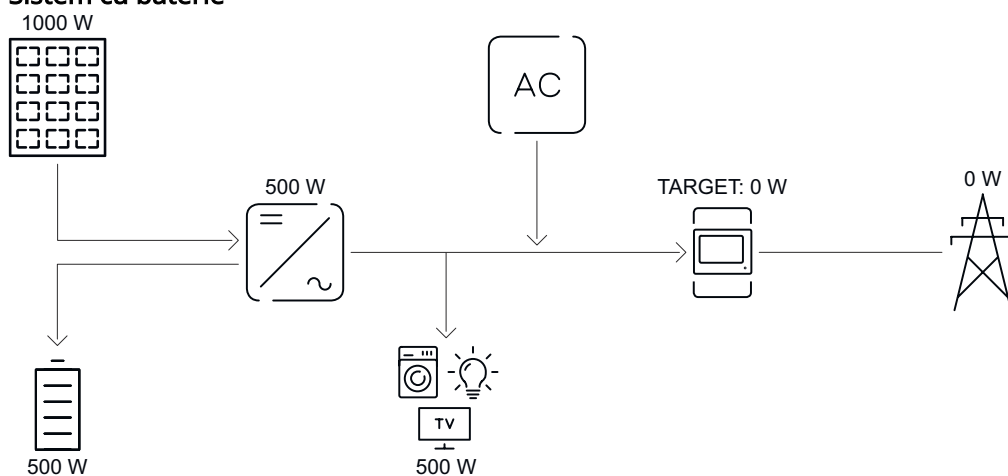 Sistem cu baterie
1000 W
AC
500 W
TARGET: 0 W
0 W
TV
500 W
500 W